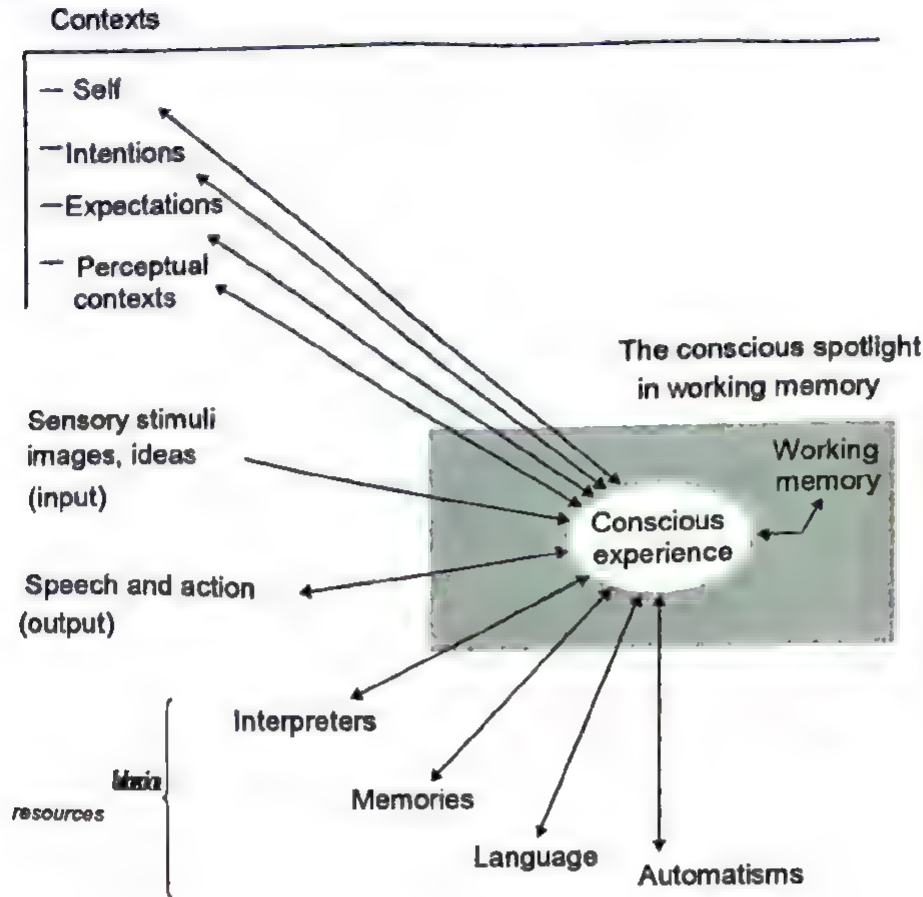 Contexts
— Self
— Intentions
— Expectations
— Perceptual
contexts
The conscious spotlight
in working memory
Sensory stimuli
images, ideas
(input)
Working
memory
Conscious
experience
Speech and action
(output)
Interpreters
resources
Memories
Language
Automatisms